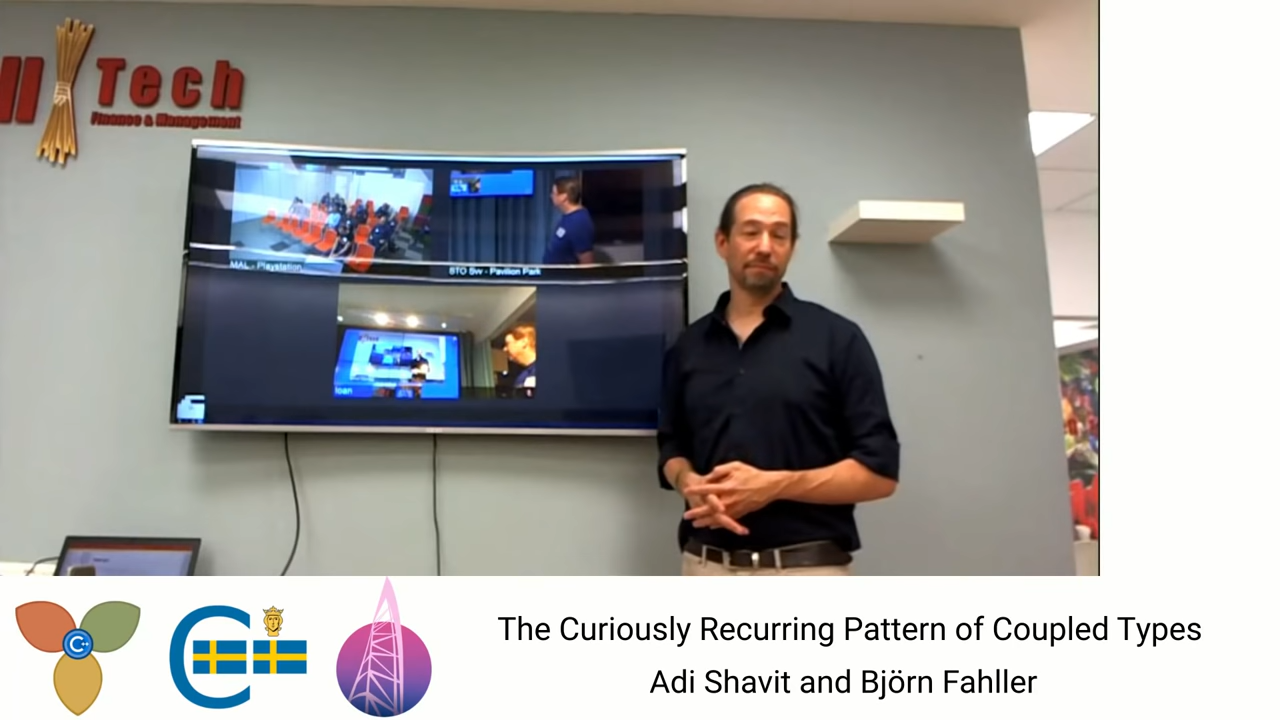 Tech
Finance & Management
MAL - Playstation
STO Sw - Pavilion Park
Ioan
C++
The Curiously Recurring Pattern of Coupled Types
Adi Shavit and Björn Fahller